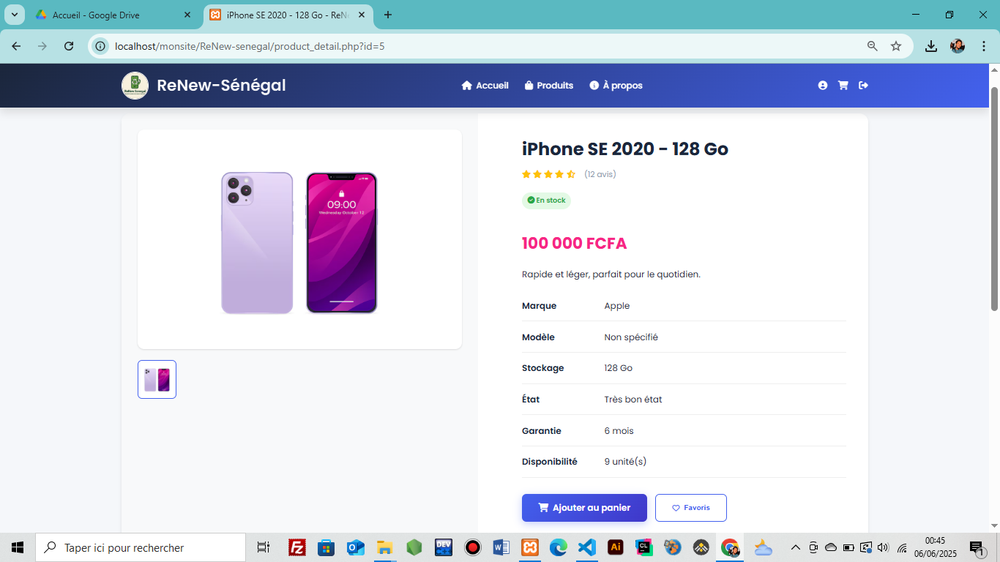 Accueil - Google Drive
iPhone SE 2020 - 128 Go - ReN
localhost/monsite/ReNew-senegal/product_detail.php?id=5
ReNew-Sénégal
Accueil
Produits
À propos
09:00
Wednesday October 12
iPhone SE 2020 - 128 Go
(12 avis)
En stock
100 000 FCFA
Rapide et léger, parfait pour le quotidien.
Marque Apple
Modèle Non spécifié
Stockage 128 Go
État Très bon état
Garantie 6 mois
Disponibilité 9 unité(s)
Ajouter au panier
Favoris
Taper ici pour rechercher
00:45
06/06/2025
1